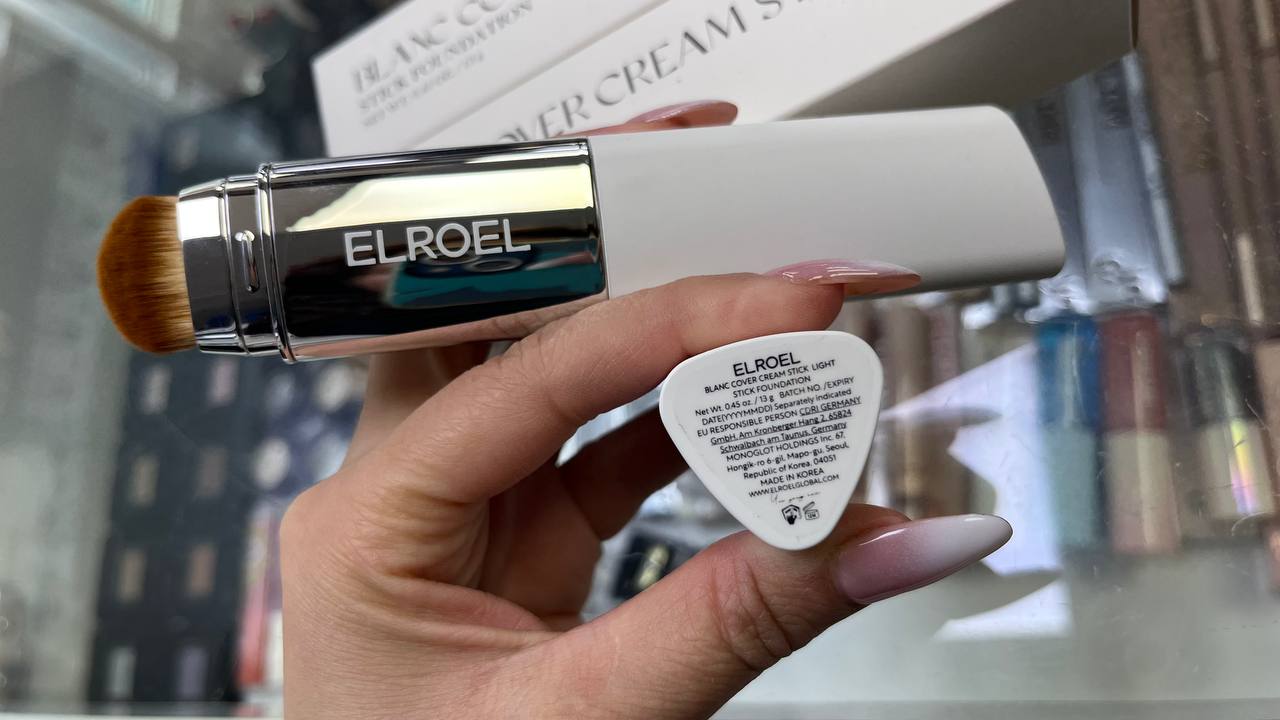 BLANC CO
STICK FOUNDATION
OVER CREAM S
ELROEL
ELROEL
BLANC COVER CREAM STICK LIGHT
STICK FOUNDATION
Net Wt. 0.45 oz. / 13 g BATCH NO. /EXPIRY
DATE(YYYYMMDD) Separately indicated
EU RESPONSIBLE PERSON CDRI GERMANY
GmbH. Am Kronberger Hang 2, 65824
Schwalbach am Taunus, Germany
MONOGLOT HOLDINGS Inc. 67,
Hongik-ro 6-gil, Mapo-gu, Seoul,
Republic of Korea, 04051
MADE IN KOREA
WWW.ELROELGLOBAL.COM
12M